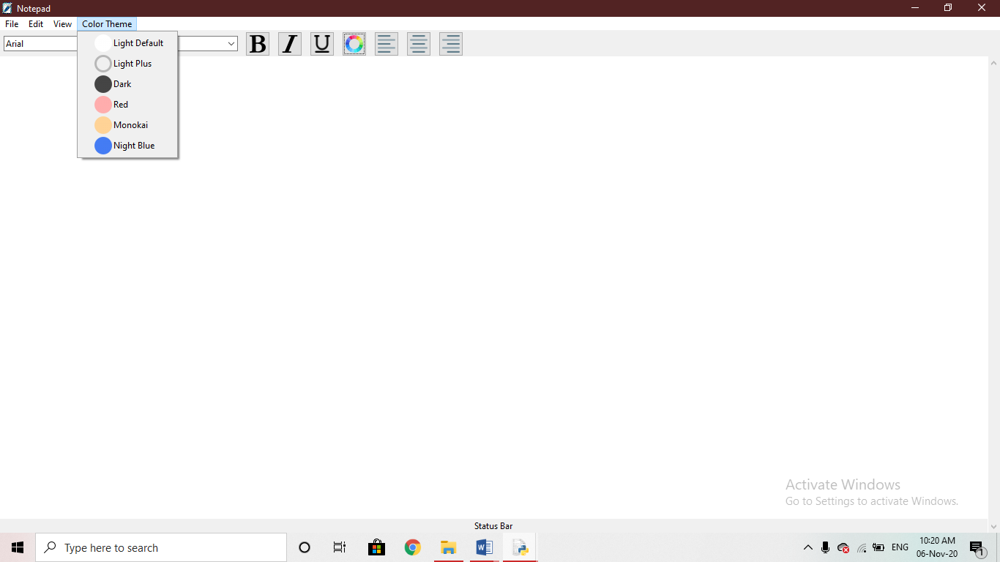 Notepad
File Edit View Color Theme
Arial
B I U
Light Default
Light Plus
Dark
Red
Monokai
Night Blue
Activate Windows
Go to Settings to activate Windows.
Status Bar
Type here to search
ENG
10:20 AM
06-Nov-20
1